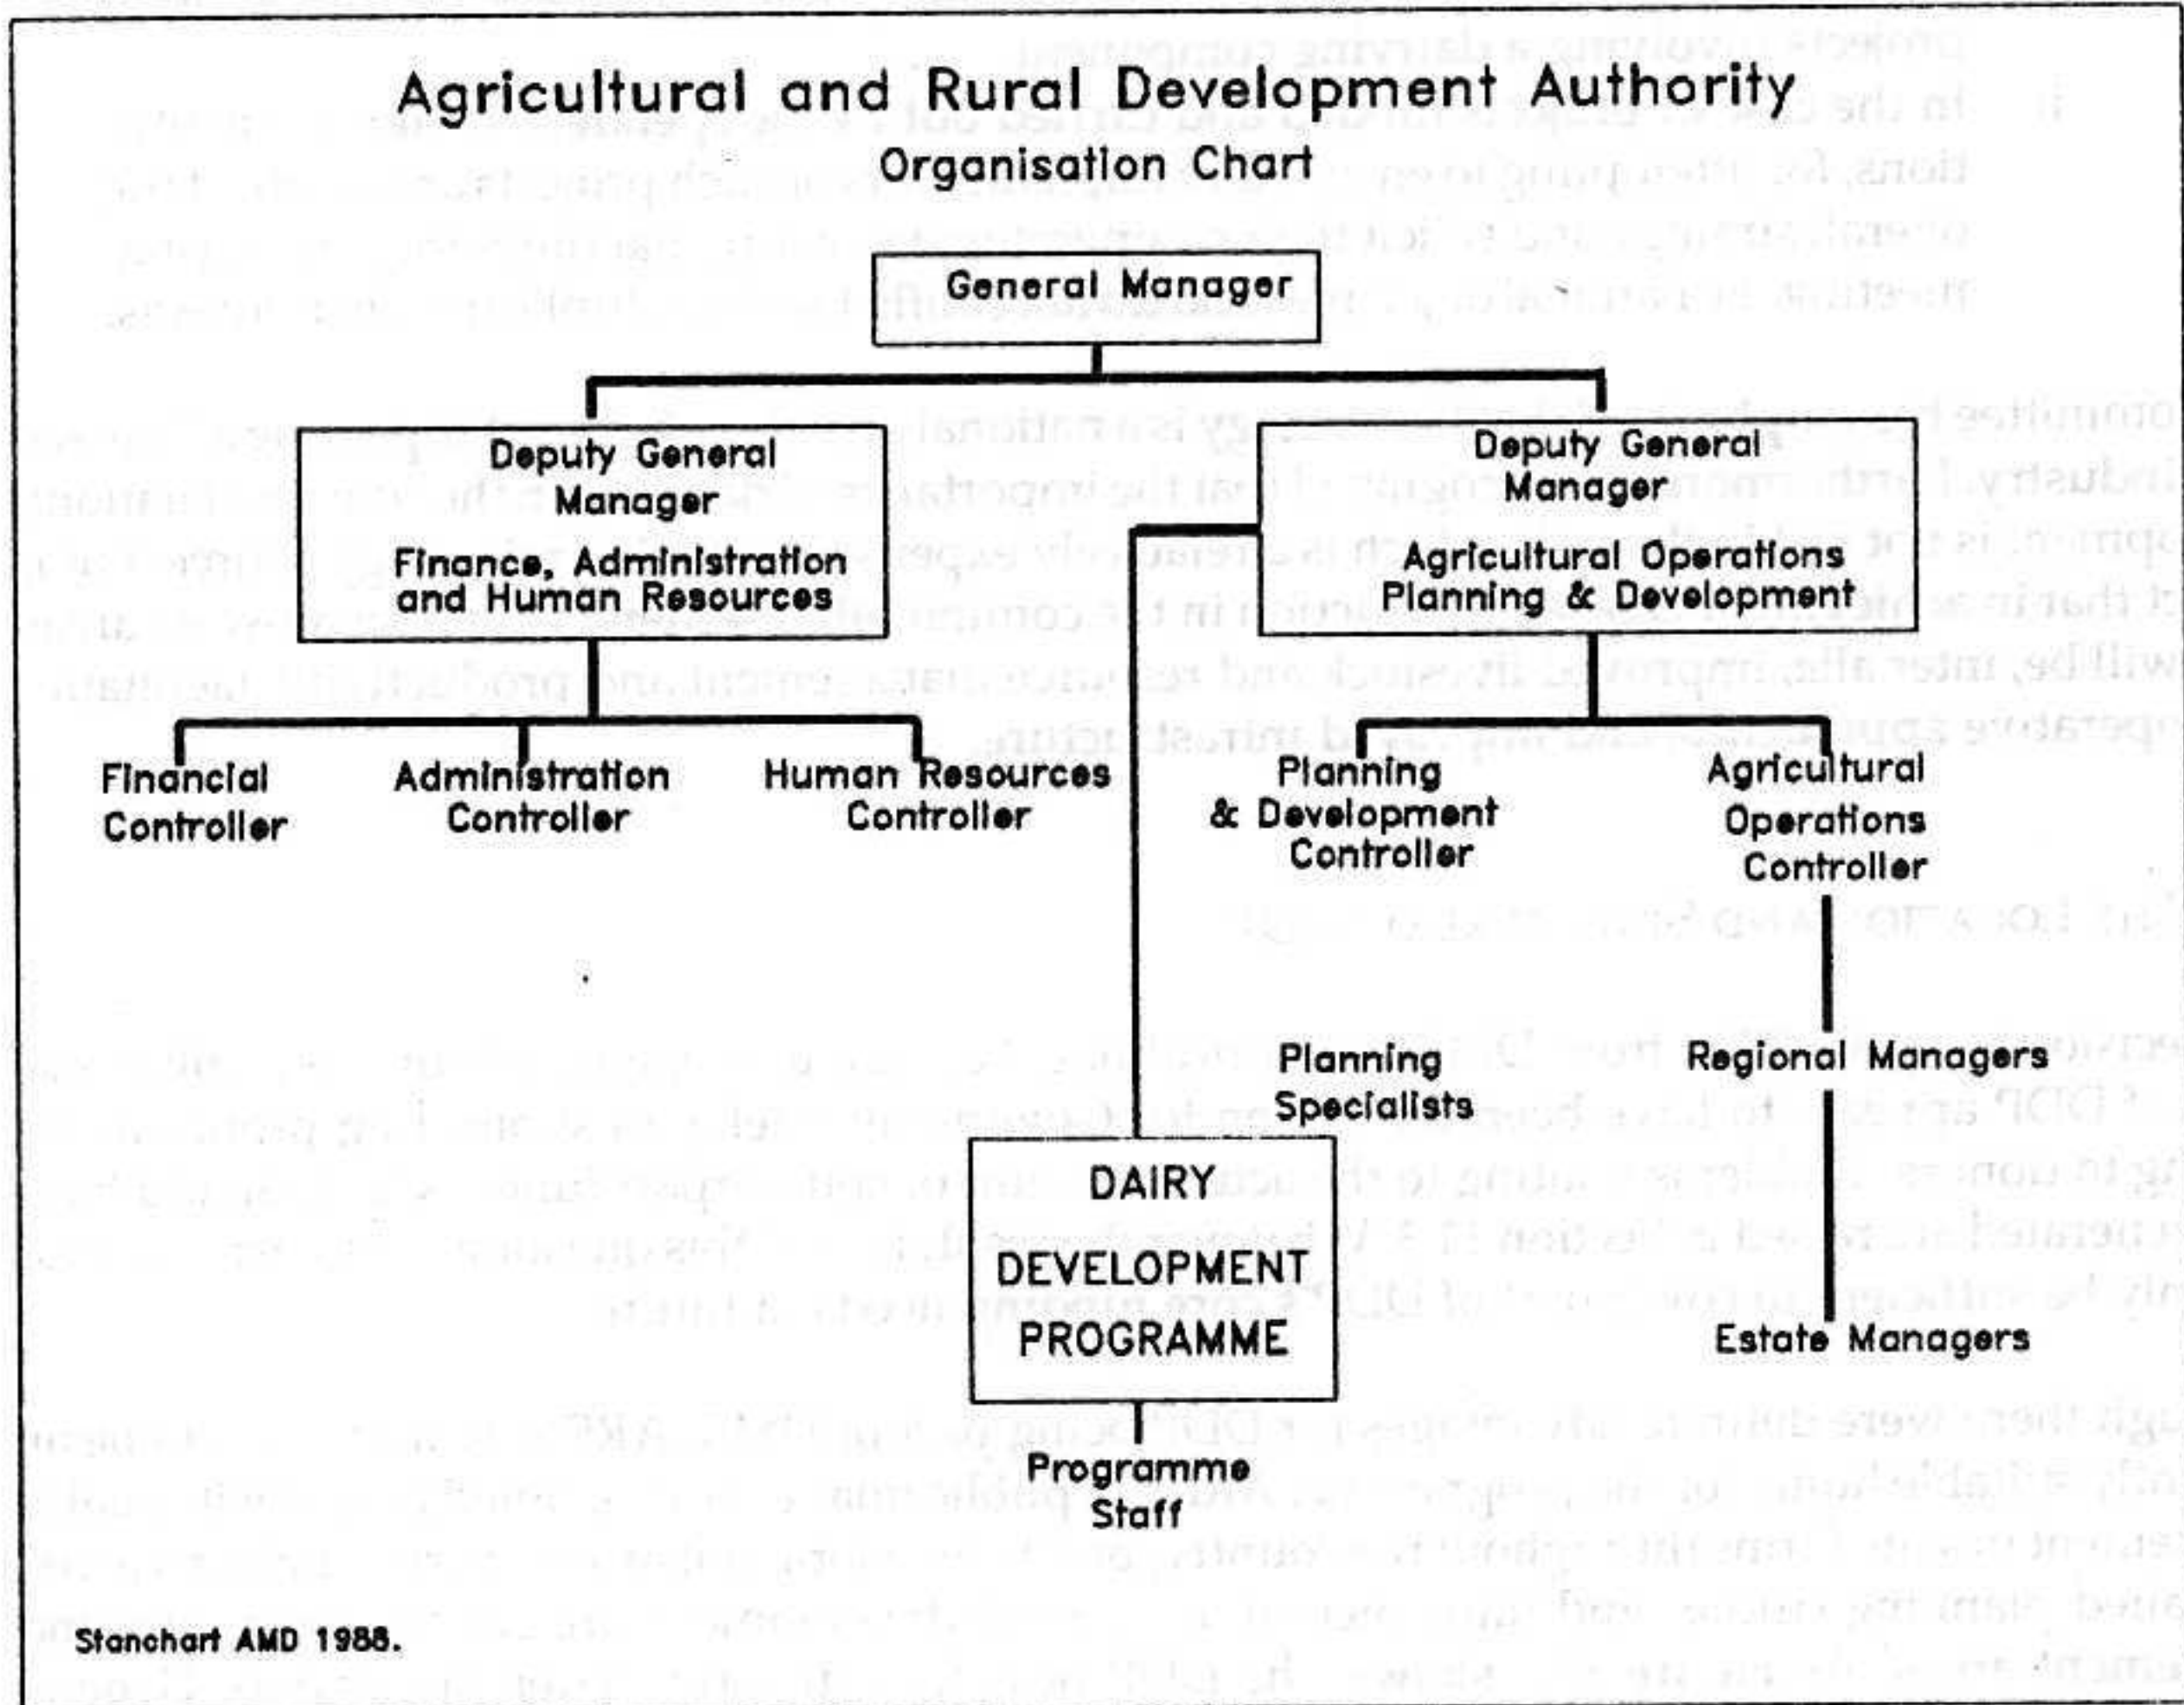 Agricultural and Rural Development Authority
Organisation Chart
General Manager
Deputy General
Manager
Finance, Administration
and Human Resources
Deputy General
Manager
Agricultural Operations
Planning & Development
Financial
Controller
Administration
Controller
Human Resources
Controller
Planning
& Development
Controller
Agricultural
Operations
Controller
Planning
Specialists
Regional Managers
DAIRY
DEVELOPMENT
PROGRAMME
Estate Managers
Programme
Staff
Stanchart AMD 1988.